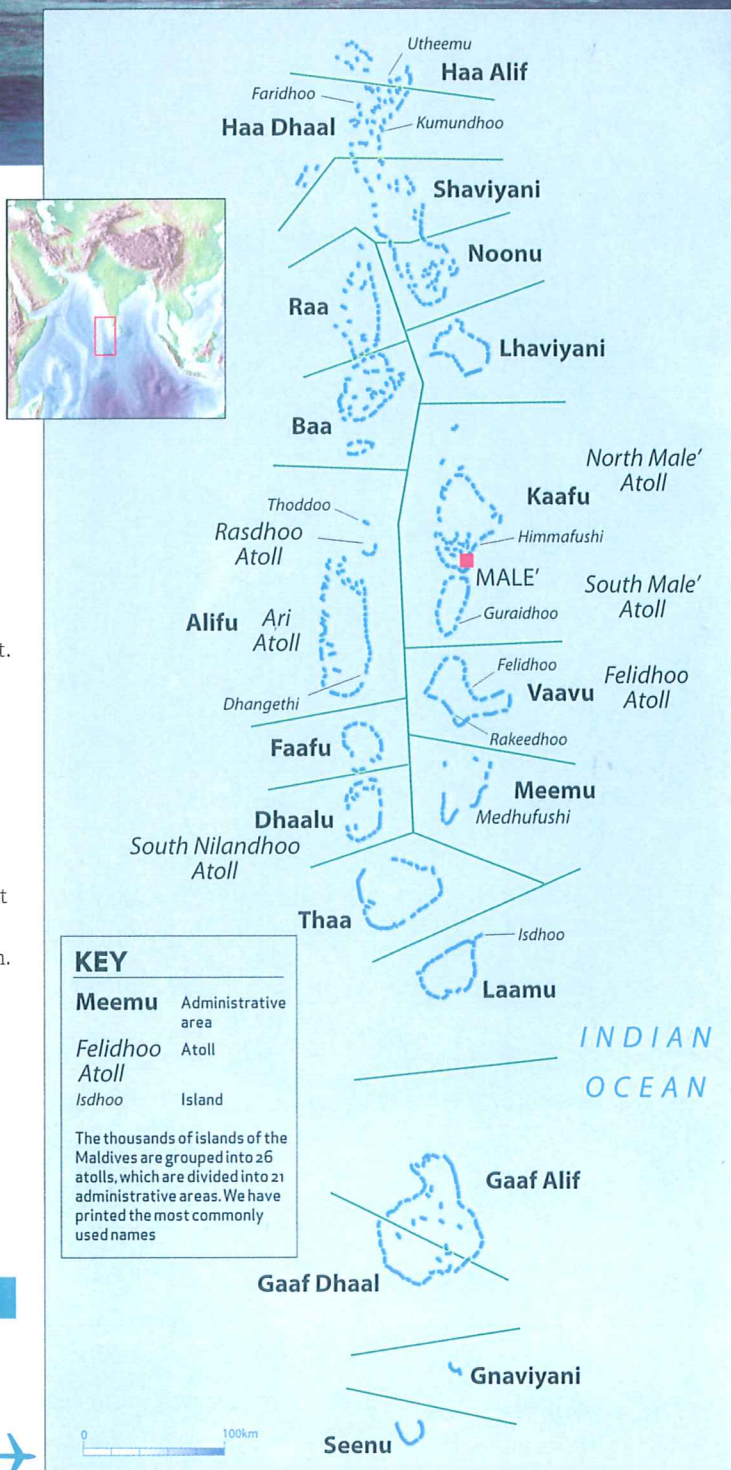 Utheemu
Haa Alif
Faridhoo
Haa Dhaal
Kumundhoo
Shaviyani
Noonu
Raa
Lhaviyani
Baa
North Male'
Atoll
Kaafu
Thoddoo
Rasdhoo
Atoll
Himmafushi
MALE'
South Male'
Atoll
Guraidhoo
Alifu
Ari
Atoll
t.
Dhangethi
Felidhoo
Vaavu
Felidhoo
Atoll
Rakeedhoo
Faafu
Meemu
Medhufushi
Dhaalu
South Nilandhoo
Atoll
t
Thaa
n.
Isdhoo
Laamu
KEY
Meemu Administrative
area
Felidhoo Atoll
Atoll
Isdhoo Island
The thousands of islands of the
Maldives are grouped into 26
atolls, which are divided into 21
administrative areas. We have
printed the most commonly
used names
INDIAN
OCEAN
Gaaf Alif
Gaaf Dhaal
Gnaviyani
Seenu
0 100km